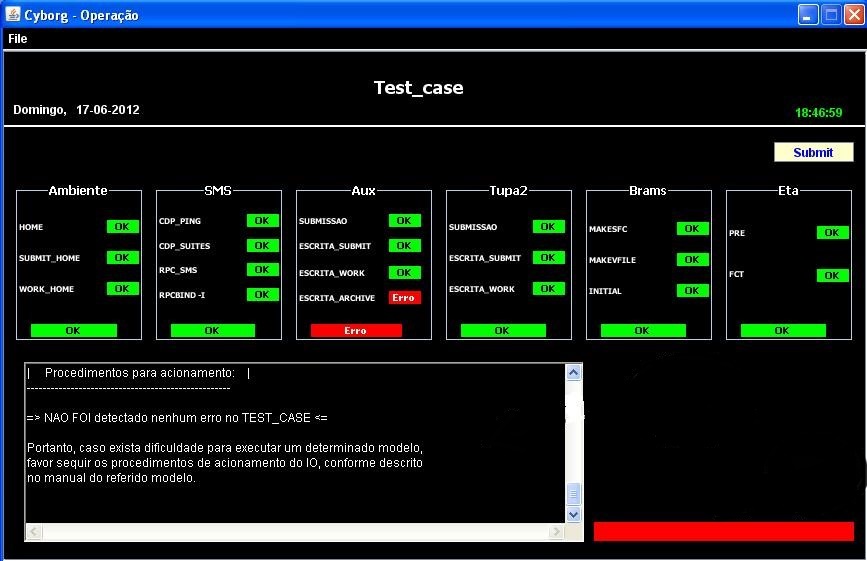 Cyborg - Operação
File
Test_case
Domingo, 17-06-2012
18:46:59
Submit
Ambiente
HOME OK
SUBMIT_HOME OK
WORK_HOME OK
OK
SMS
CDP_PING OK
CDP_SUITES OK
RPC_SMS OK
RPCBIND -I OK
OK
Aux
SUBMISSAO OK
ESCRITA_SUBMIT OK
ESCRITA_WORK OK
ESCRITA_ARCHIVE Erro
Erro
Tupa2
SUBMISSAO OK
ESCRITA_SUBMIT OK
ESCRITA_WORK OK
OK
Brams
MAKESFC OK
MAKEVFILE OK
INITIAL OK
OK
Eta
PRE OK
FCT OK
OK
| Procedimentos para acionamento: |
---------------------------------------------------
=> NAO FOI detectado nenhum erro no TEST_CASE <=
Portanto, caso exista dificuldade para executar um determinado modelo,
favor sequir os procedimentos de acionamento do IO, conforme descrito
no manual do referido modelo.